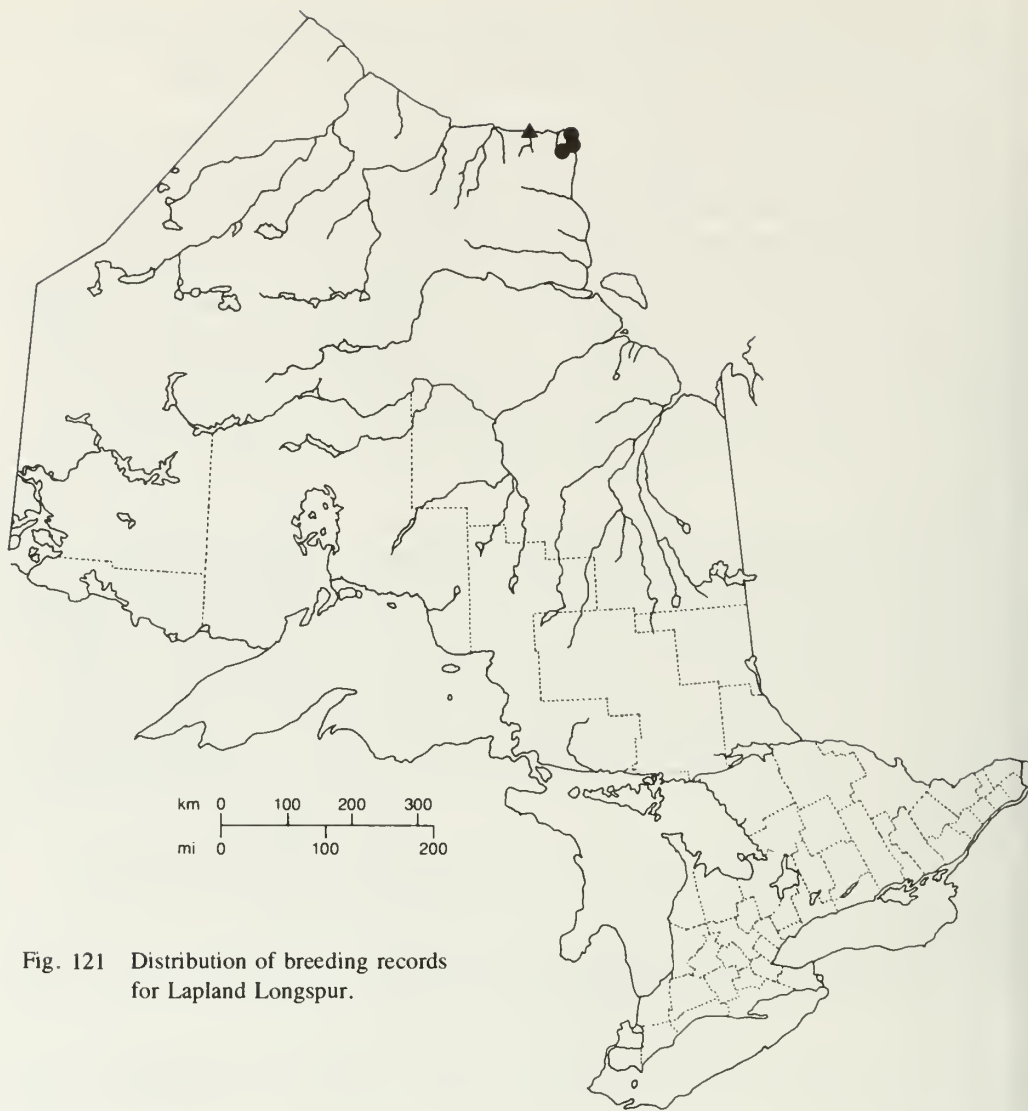 km 0 100 200 300
mi 0 100 200
Fig. 121 Distribution of breeding records
for Lapland Longspur.